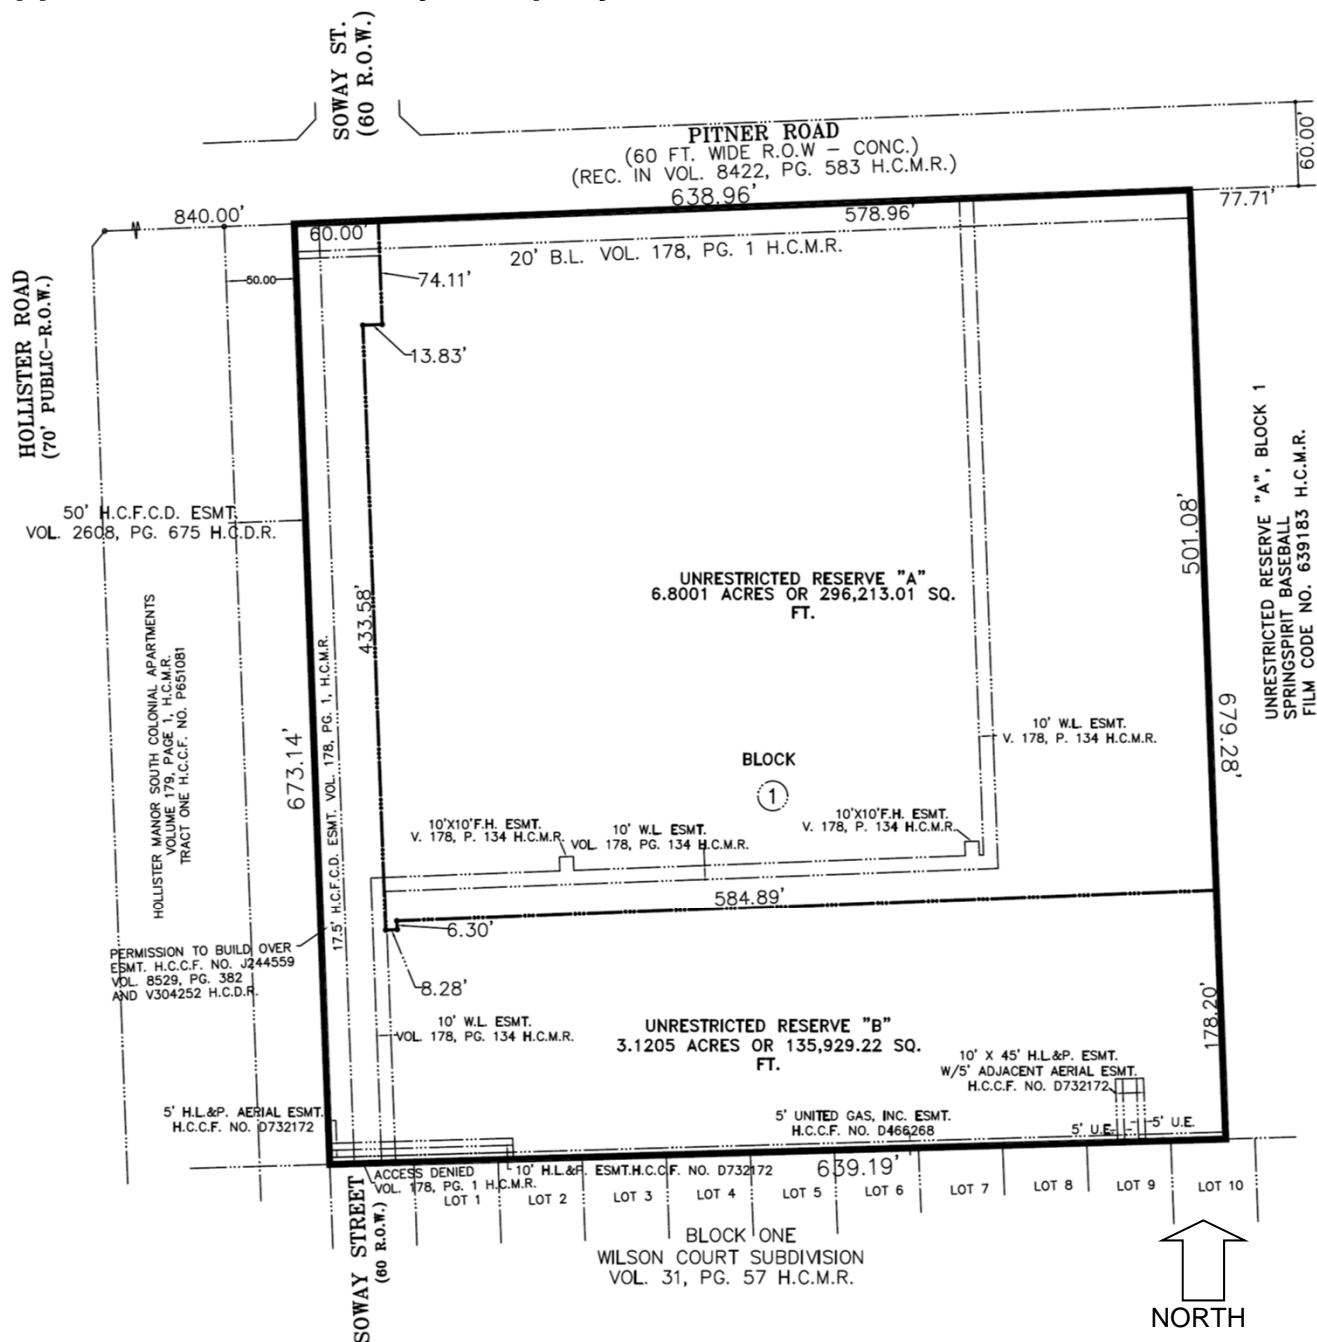 SOWAY ST.
(60 R.O.W.)
PITNER ROAD
(60 FT. WIDE R.O.W – CONC.)
(REC. IN VOL. 8422, PG. 583 H.C.M.R.)
638.96'
60.00'
77.71'
840.00'
60.00'
578.96'
20' B.L. VOL. 178, PG. 1 H.C.M.R.
50.00
74.11'
13.83'
HOLLISTER ROAD
(70' PUBLIC-R.O.W.)
50' H.C.F.C.D. ESMT.
VOL. 2608, PG. 675 H.C.D.R.
501.08'
UNRESTRICTED RESERVE "A", BLOCK 1
SPRINGSPIRIT BASEBALL
FILM CODE NO. 639183 H.C.M.R.
433.58'
UNRESTRICTED RESERVE "A"
6.8001 ACRES OR 296,213.01 SQ.
FT.
HOLLISTER MANOR SOUTH COLONIAL APARTMENTS
VOLUME 179, PAGE 1, H.C.M.R.
TRACT ONE H.C.C.F. NO. P651081
17.5' H.C.F.C.D. ESMT. VOL. 178, PG. 1, H.C.M.R.
673.14'
679.28'
10' W.L. ESMT.
V. 178, P. 134 H.C.M.R.
BLOCK
1
10'X10'F.H. ESMT.
V. 178, P. 134 H.C.M.R.
10' W.L. ESMT.
VOL. 178, PG. 134 H.C.M.R.
10'X10'F.H. ESMT.
V. 178, P. 134 H.C.M.R.
584.89'
6.30'
8.28'
PERMISSION TO BUILD OVER
ESMT. H.C.C.F. NO. J244559
VOL. 8529, PG. 382
AND V304252 H.C.D.R.
10' W.L. ESMT.
VOL. 178, PG. 134 H.C.M.R.
UNRESTRICTED RESERVE "B"
3.1205 ACRES OR 135,929.22 SQ.
FT.
178.20'
10' X 45' H.L.&P. ESMT.
W/5' ADJACENT AERIAL ESMT.
H.C.C.F. NO. D732172
5' H.L.&P. AERIAL ESMT.
H.C.C.F. NO. D732172
5' UNITED GAS, INC. ESMT.
H.C.C.F. NO. D466268
5' U.E.
5' U.E.
ACCESS DENIED
VOL. 178, PG. 1 H.C.M.R.
10' H.L.&P. ESMT.H.C.C.F. NO. D732172
639.19'
LOT 1
LOT 2
LOT 3
LOT 4
LOT 5
LOT 6
LOT 7
LOT 8
LOT 9
LOT 10
SOWAY STREET
(60 R.O.W.)
BLOCK ONE
WILSON COURT SUBDIVISION
VOL. 31, PG. 57 H.C.M.R.
NORTH